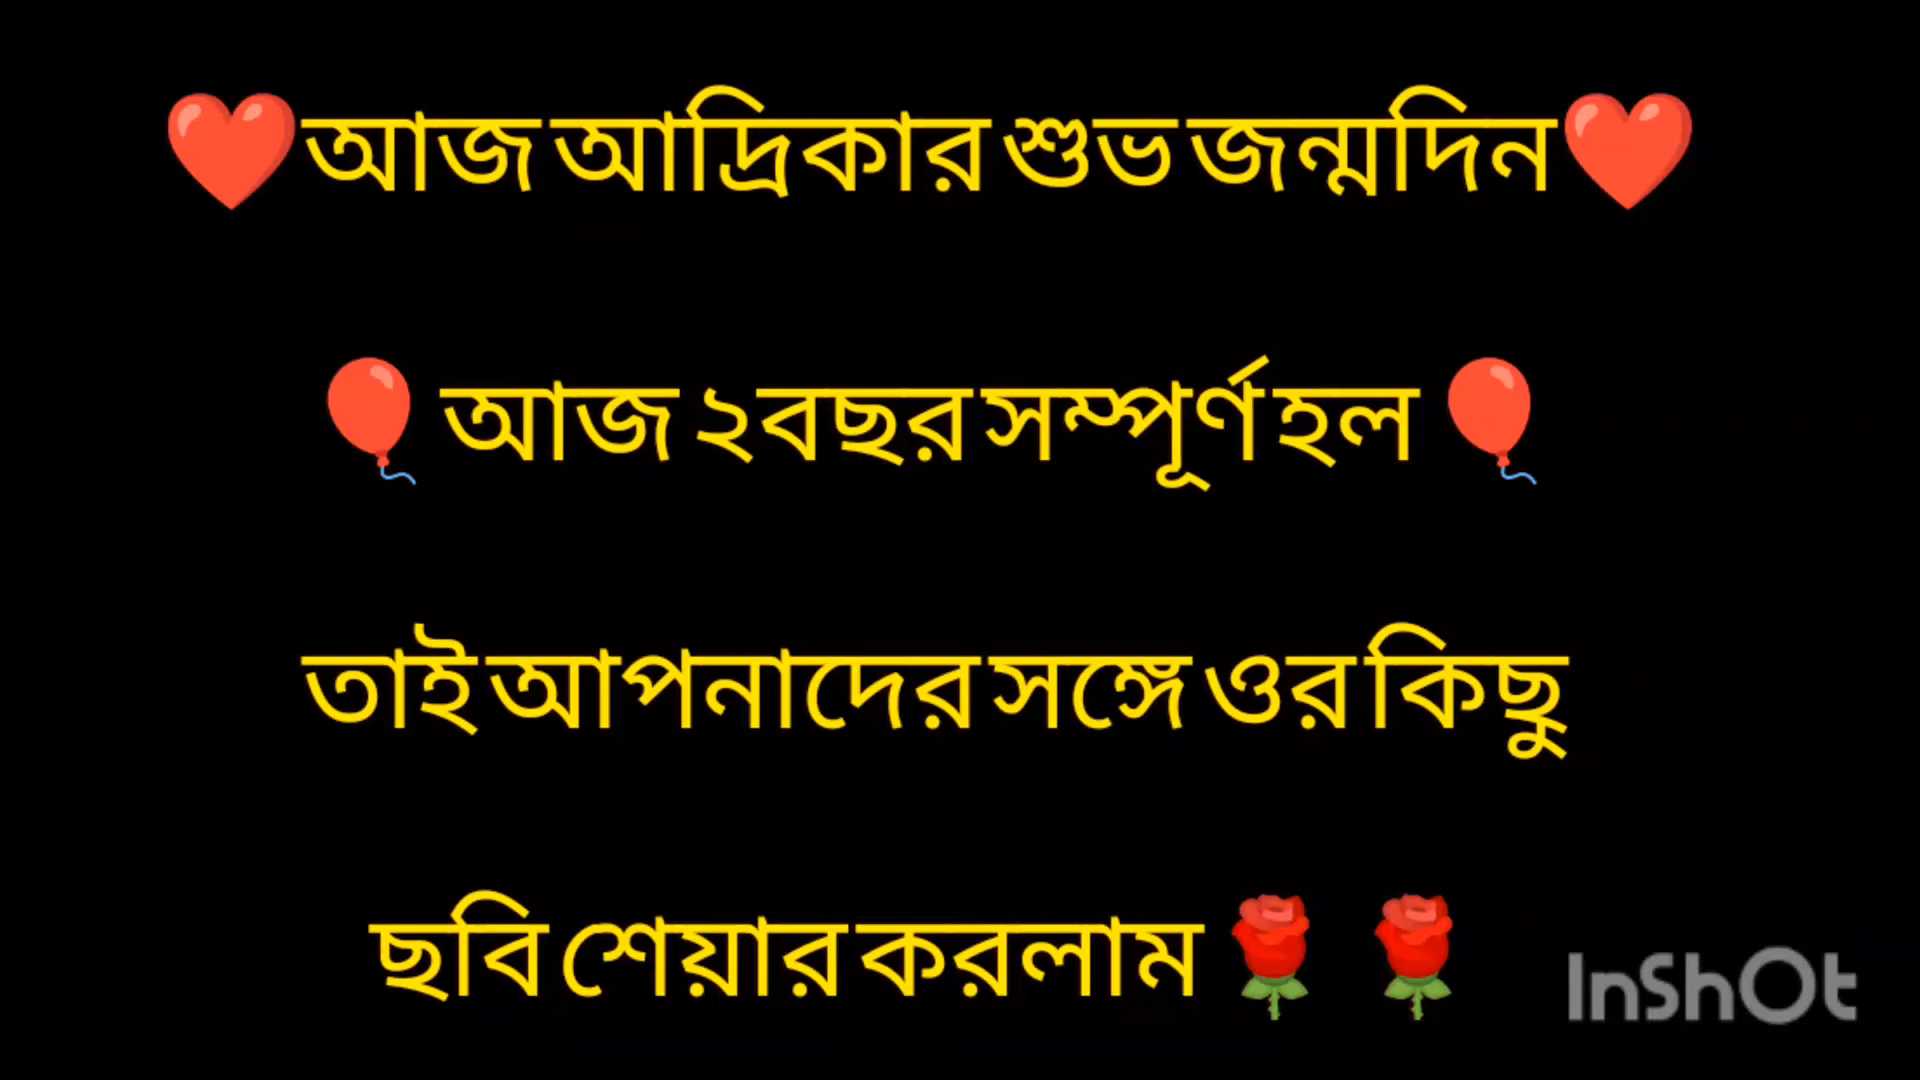 ❤️আজ আদ্রিকার শুভ জন্মদিন❤️
🎈আজ ২বছর সম্পূর্ণ হল🎈
তাই আপনাদের সঙ্গে ওর কিছু
ছবি শেয়ার করলাম🌹🌹
InShOt